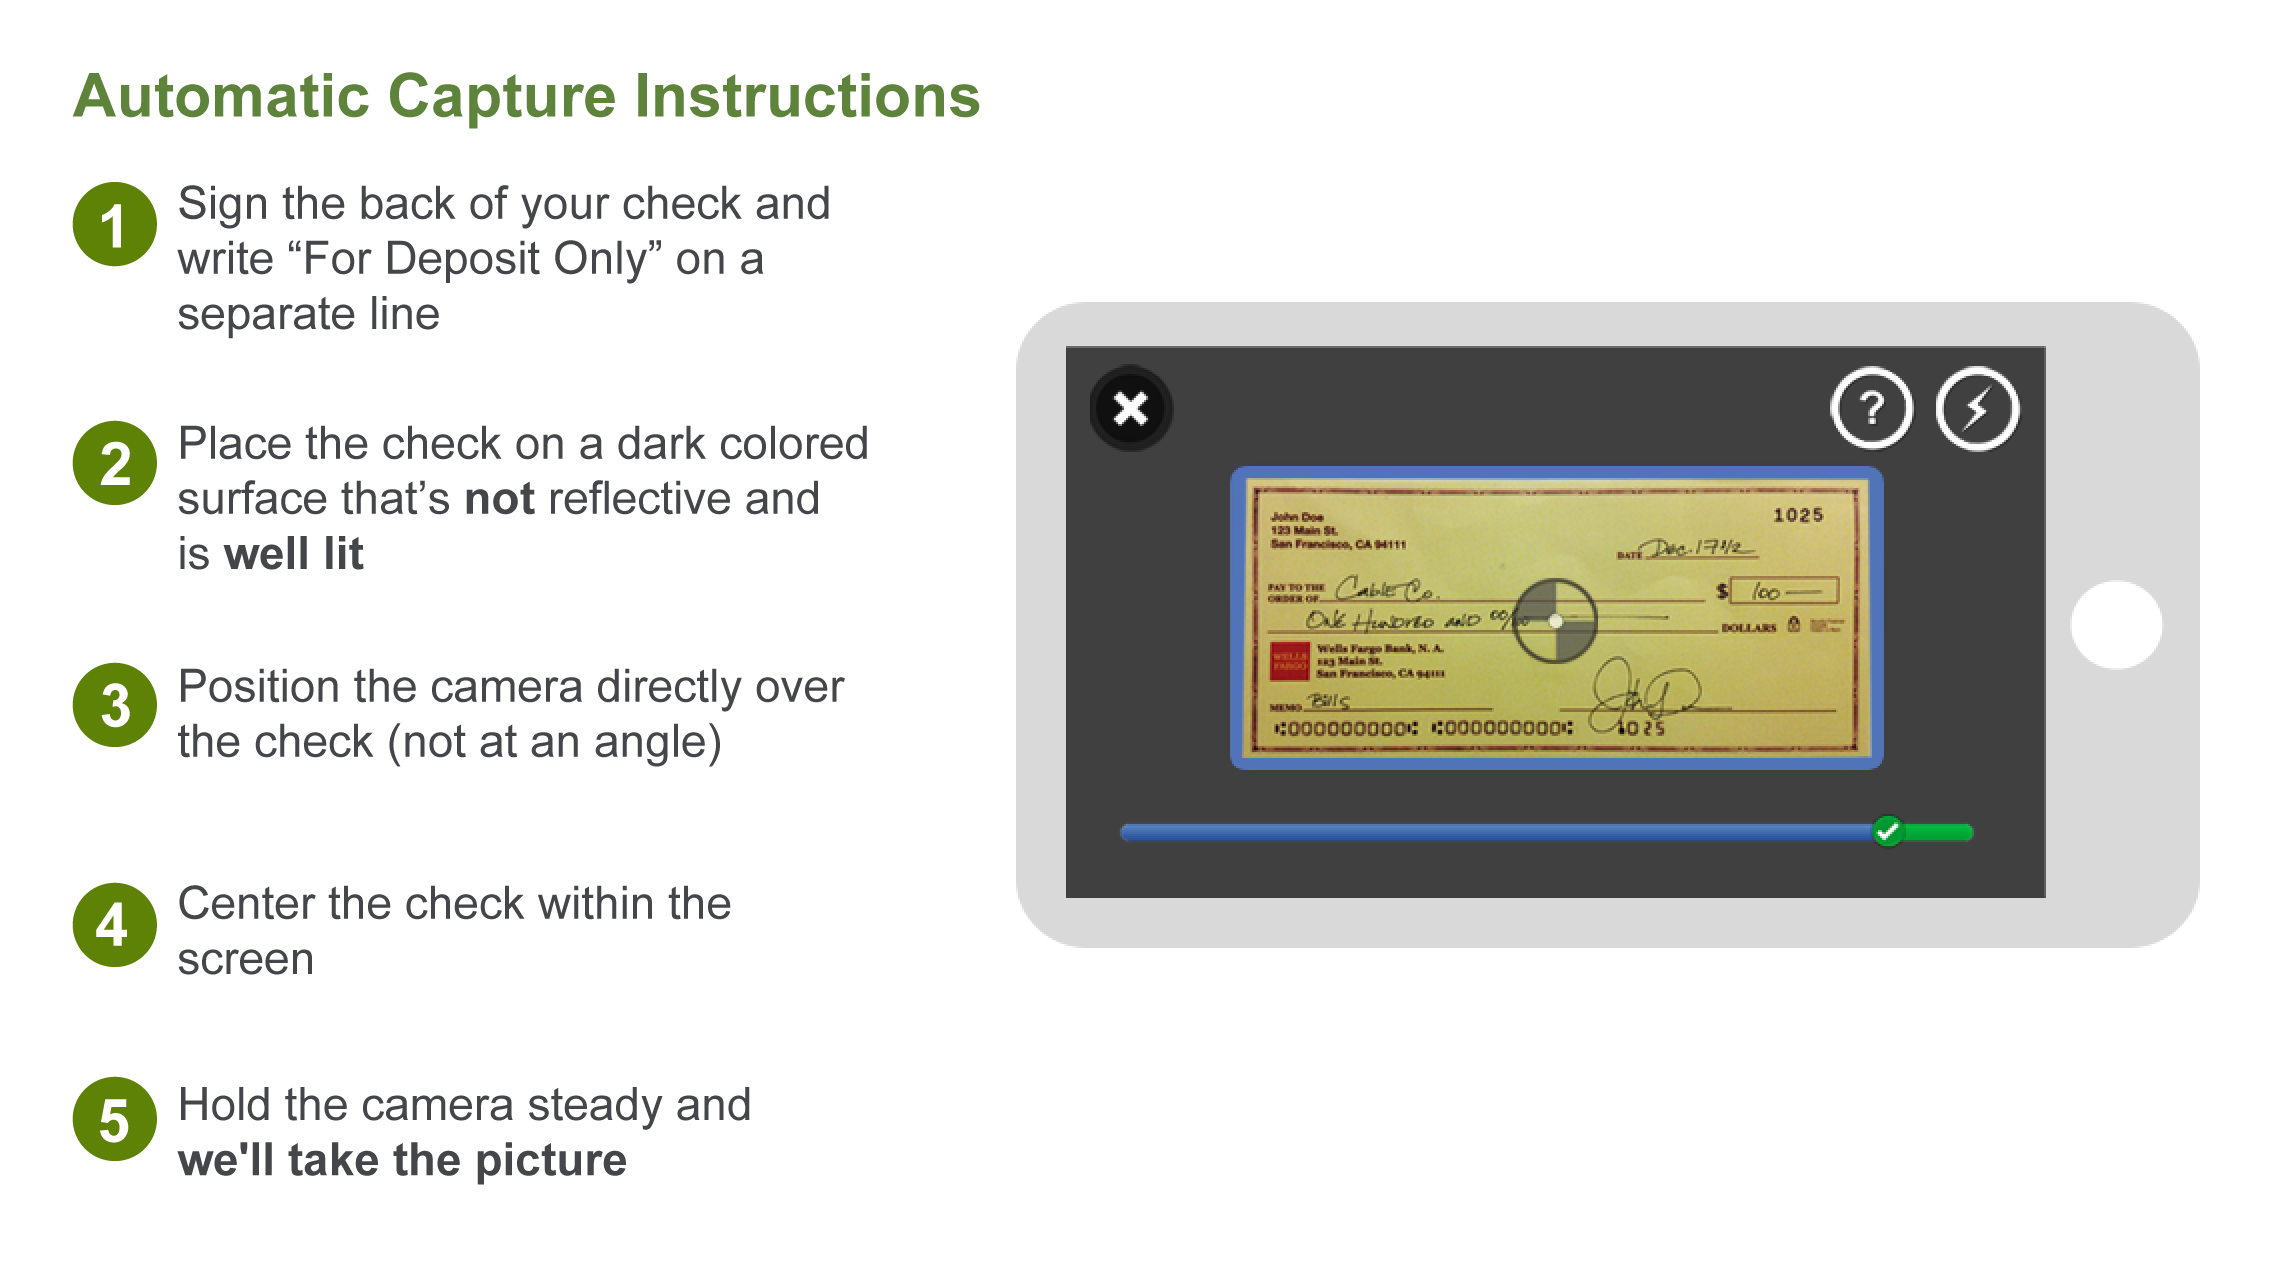 Automatic Capture Instructions
1
Sign the back of your check and
write “For Deposit Only” on a
separate line
2
Place the check on a dark colored
surface that’s not reflective and
is well lit
3
Position the camera directly over
the check (not at an angle)
4
Center the check within the
screen
5
Hold the camera steady and
we'll take the picture
?
John Doe
123 Main St.
San Francisco, CA 94111
1025
DATE Dec. 17
PAY TO THE
ORDER OF Cable Co.
$ 100
ONE HUNDRED AND 00/
DOLLARS
WELLS
FARGO
Wells Fargo Bank, N. A.
123 Main St.
San Francisco, CA 94111
MEMO Bills
⑆000000000⑆ ⑆000000000⑆ 1025